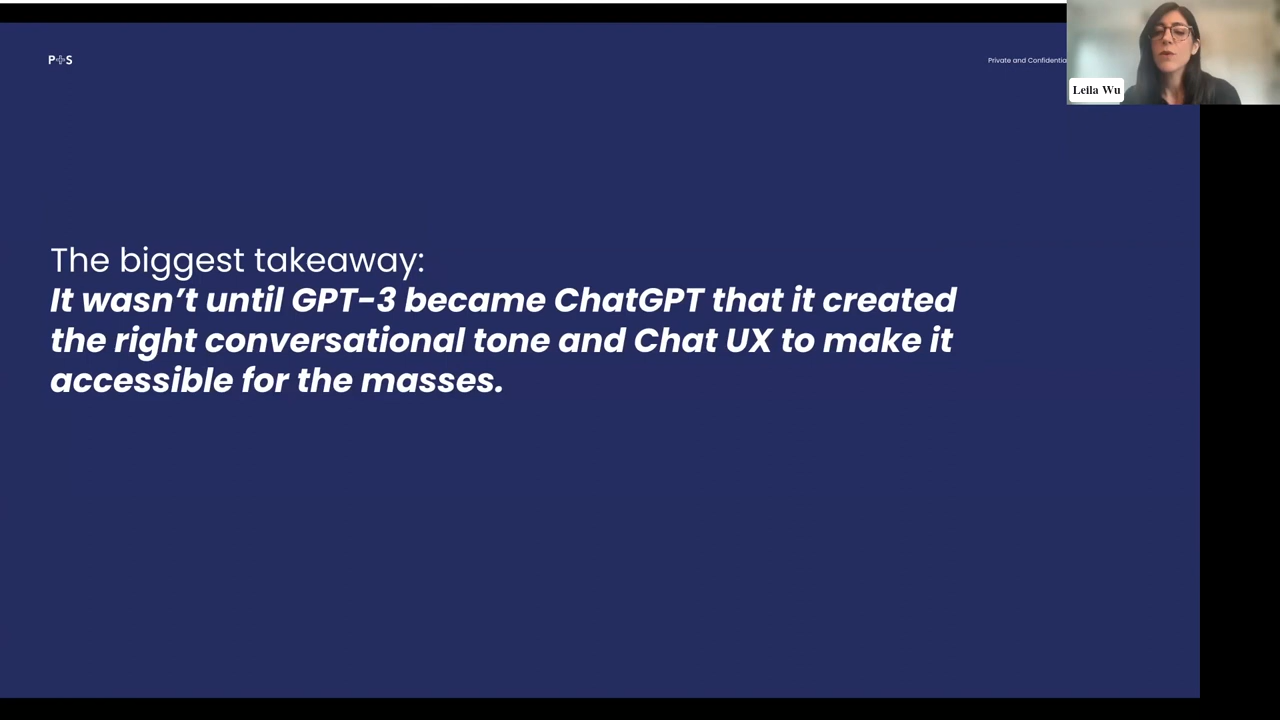 P+S
Private and Confidentia
Leila Wu
The biggest takeaway:
It wasn’t until GPT-3 became ChatGPT that it created
the right conversational tone and Chat UX to make it
accessible for the masses.